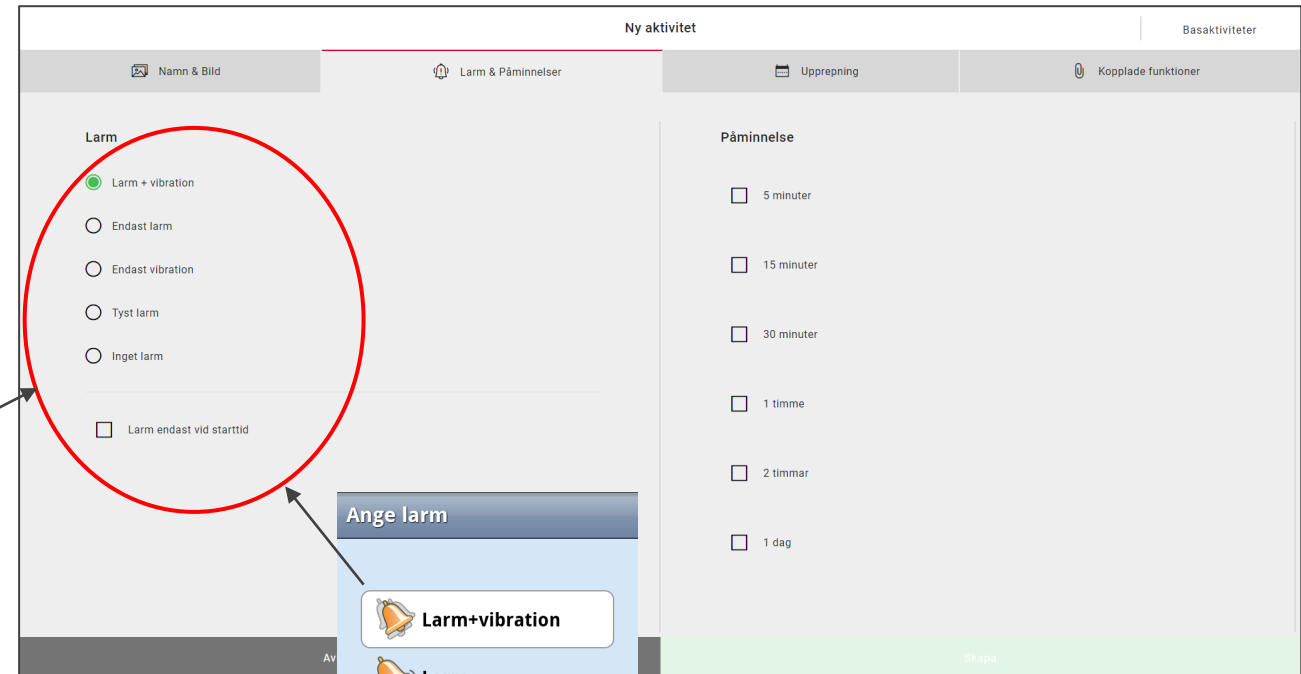 Ny aktivitet
Basaktiviteter
Namn & Bild
Larm & Påminnelser
Upprepning
Kopplade funktioner
Larm
Larm + vibration
Endast larm
Endast vibration
Tyst larm
Inget larm
Larm endast vid starttid
Påminnelse
5 minuter
15 minuter
30 minuter
1 timme
2 timmar
1 dag
Ange larm
Larm+vibration
Av
Skapa